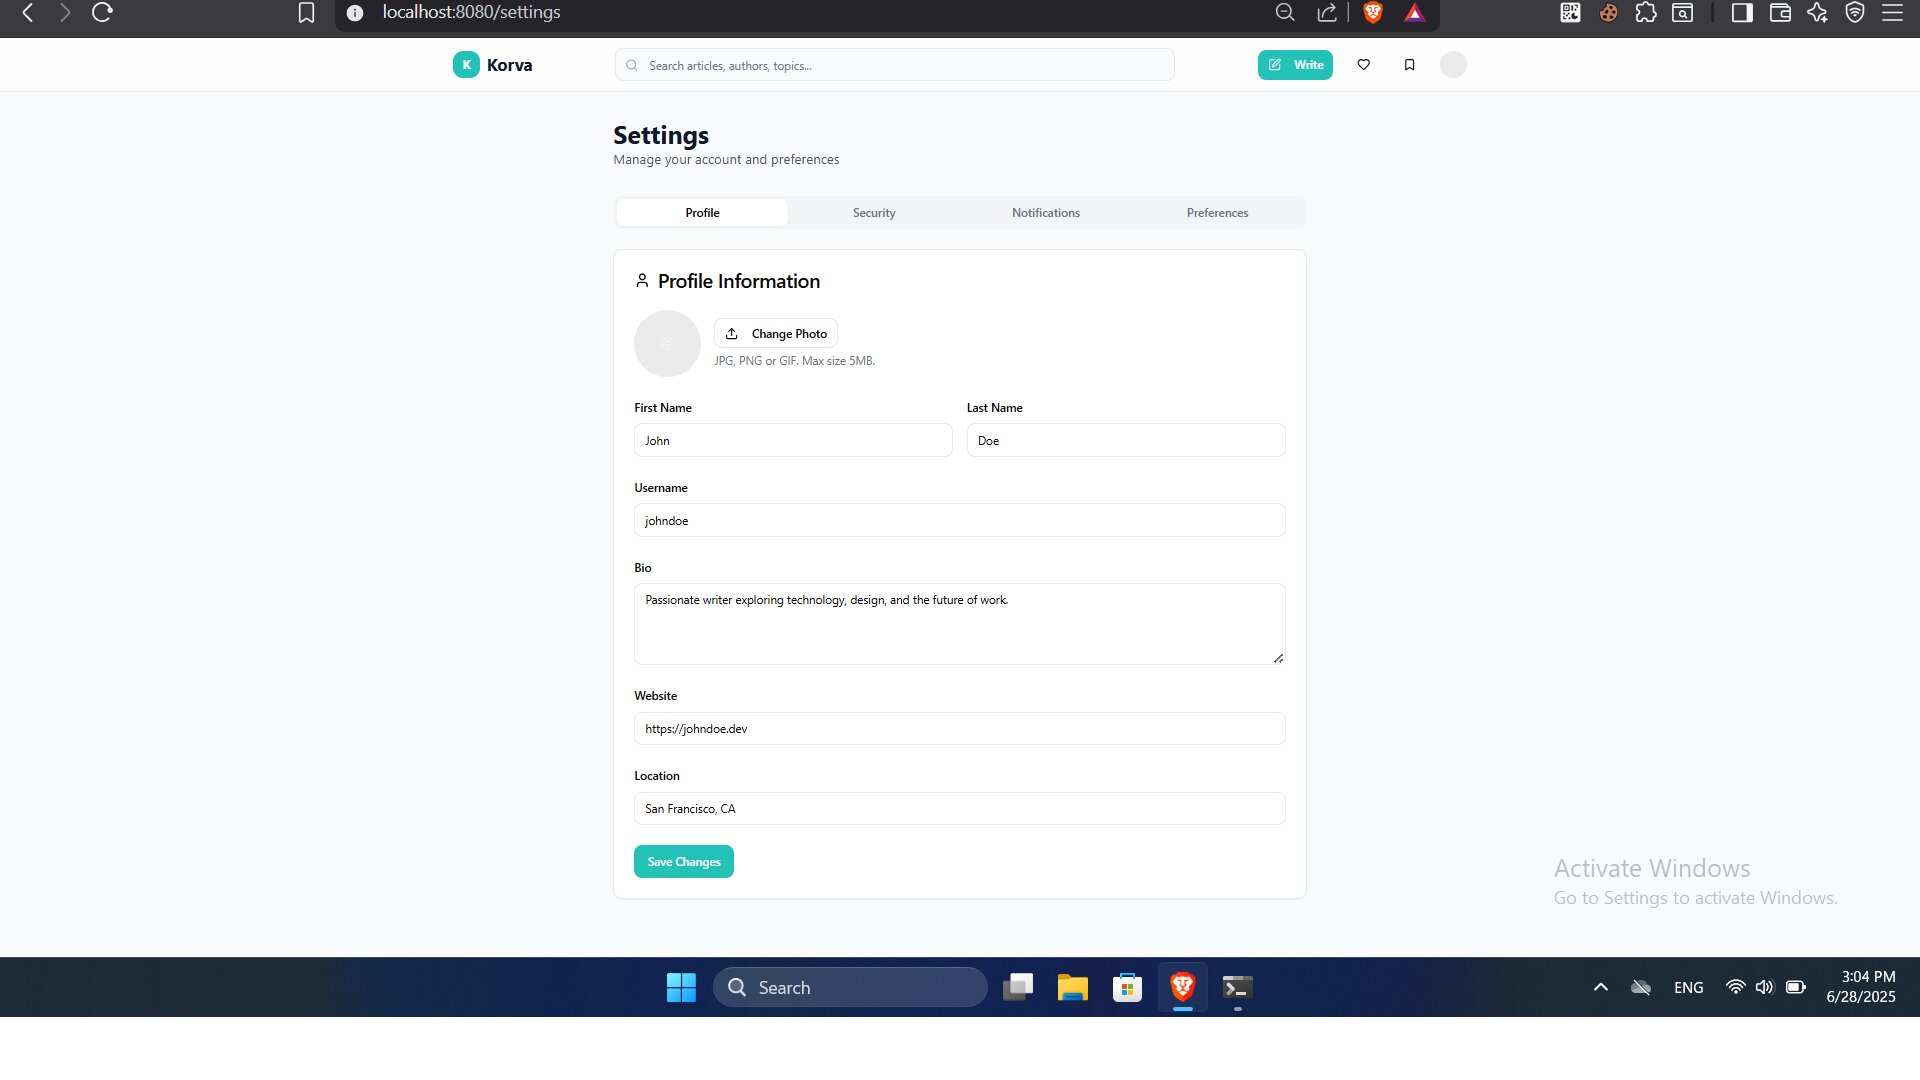 localhost:8080/settings
K Korva
Search articles, authors, topics...
Write
Settings
Manage your account and preferences
Profile Security Notifications Preferences
Profile Information
Change Photo
JPG, PNG or GIF. Max size 5MB.
First Name Last Name
John Doe
Username
johndoe
Bio
Passionate writer exploring technology, design, and the future of work.
Website
https://johndoe.dev
Location
San Francisco, CA
Save Changes
Activate Windows
Go to Settings to activate Windows.
Search
ENG
3:04 PM
6/28/2025